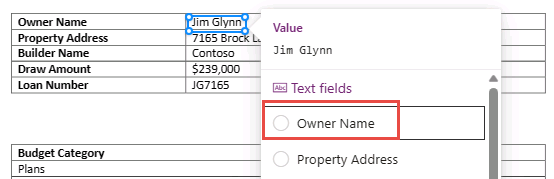 Owner Name Jim Glynn
Property Address 7165 Brock
Builder Name Contoso
Draw Amount $239,000
Loan Number JG7165
Budget Category
Plans
Value
Jim Glynn
Abc Text fields
Owner Name
Property Address